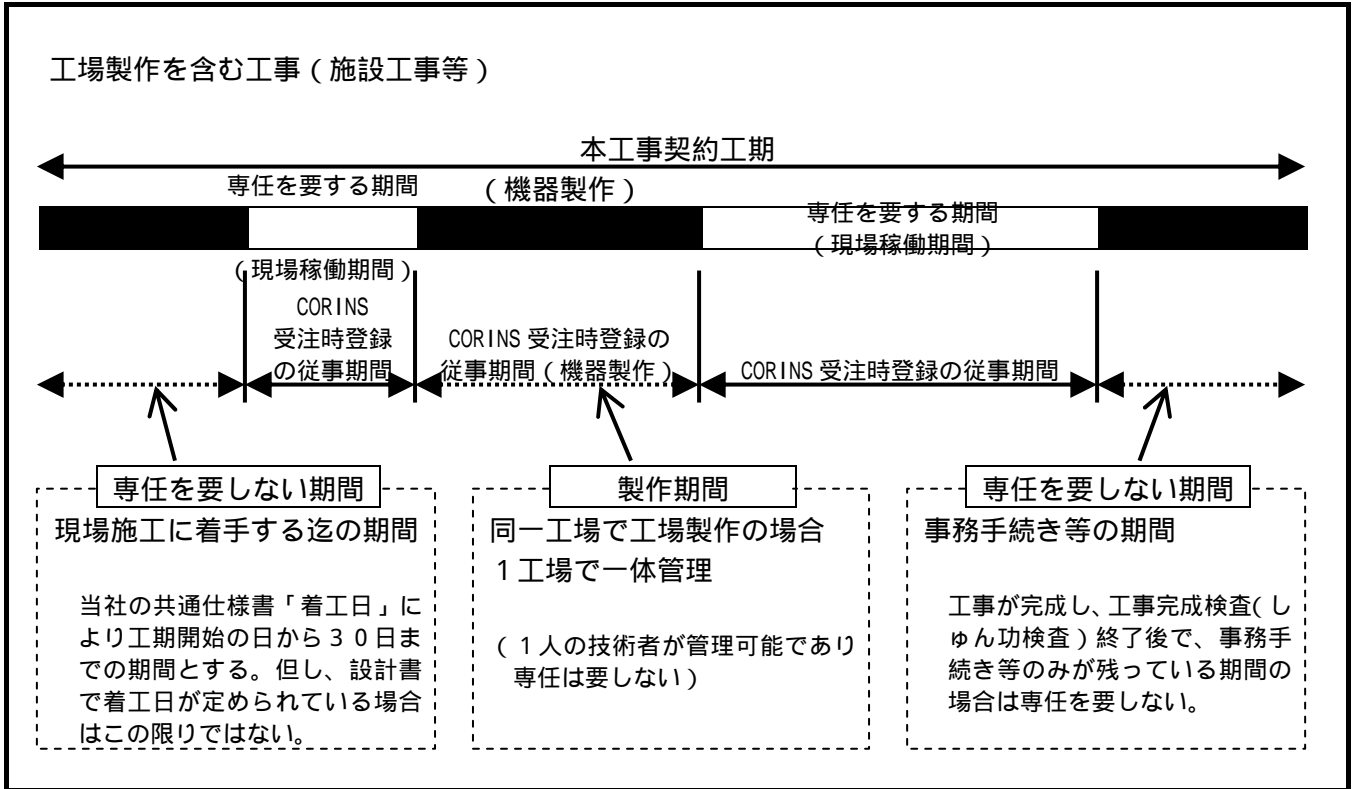 工場製作を含む工事(施設工事等)
本工事契約工期
専任を要する期間
(機器製作)
専任を要する期間
(現場稼働期間)
(現場稼働期間)
CORINS
受注時登録
の従事期間
CORINS 受注時登録の
従事期間(機器製作)
CORINS 受注時登録の従事期間
専任を要しない期間
現場施工に着手する迄の期間
当社の共通仕様書「着工日」に
より工期開始の日から30日ま
での期間とする。但し、設計書
で着工日が定められている場合
はこの限りではない。
製作期間
同一工場で工場製作の場合
1工場で一体管理
(1人の技術者が管理可能であり
専任は要しない)
専任を要しない期間
事務手続き等の期間
工事が完成し、工事完成検査(し
ゅん功検査)終了後で、事務手
続き等のみが残っている期間の
場合は専任を要しない。